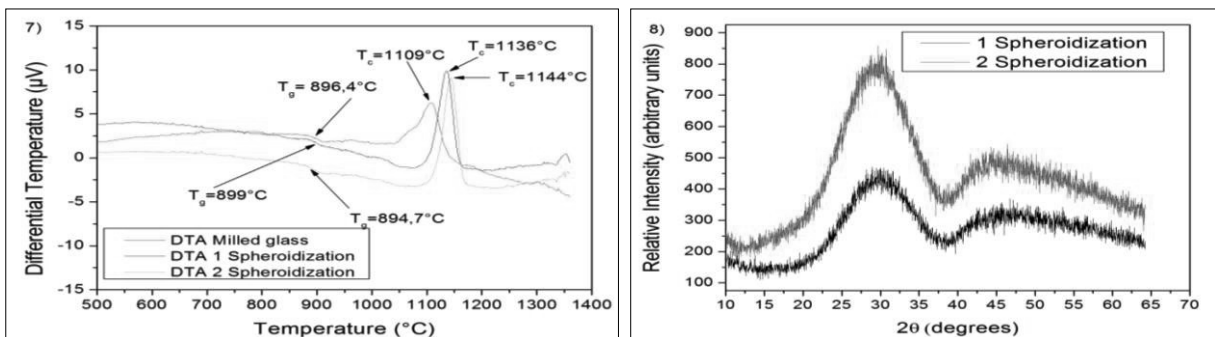 7)
Differential Temperature (µV)
15
10
5
0
-5
-10
-15
T_c=1109°C
T_c=1136°C
T_c=1144°C
T_g= 896,4°C
T_g=899°C
T_g=894,7°C
DTA Milled glass
DTA 1 Spheroidization
DTA 2 Spheroidization
500 600 700 800 900 1000 1100 1200 1300 1400
Temperature (°C)
8)
Relative Intensity (arbitrary units)
900
800
700
600
500
400
300
200
100
1 Spheroidization
2 Spheroidization
10 15 20 25 30 35 40 45 50 55 60 65 70
2θ (degrees)